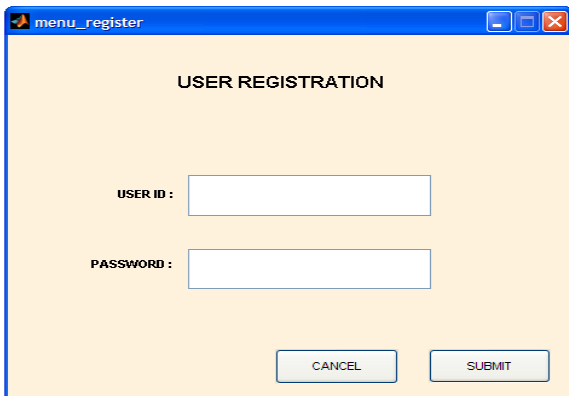 menu_register
USER REGISTRATION
USER ID :
PASSWORD :
CANCEL SUBMIT